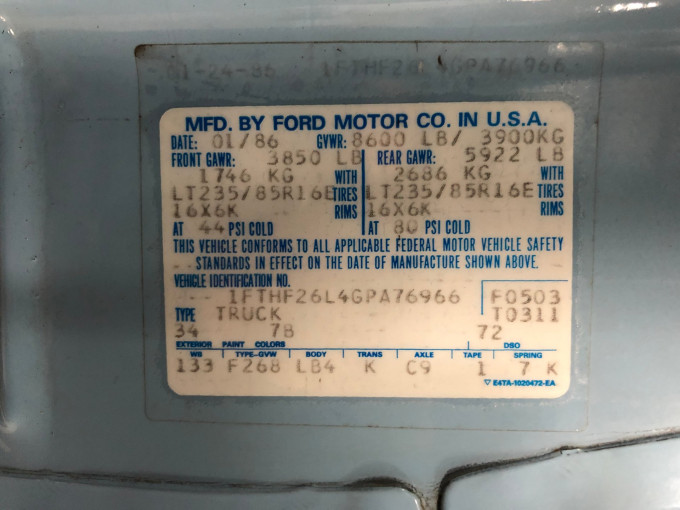 01-24-86 1FTHF26L4GPA76966
MFD. BY FORD MOTOR CO. IN U.S.A.
DATE: 01/86 GVWR: 8600 LB/ 3900KG
FRONT GAWR: 3850 LB REAR GAWR: 5922 LB
1746 KG WITH 2686 KG WITH
LT235/85R16E TIRES LT235/85R16E TIRES
16X6K RIMS 16X6K RIMS
AT 44 PSI COLD AT 80 PSI COLD
THIS VEHICLE CONFORMS TO ALL APPLICABLE FEDERAL MOTOR VEHICLE SAFETY
STANDARDS IN EFFECT ON THE DATE OF MANUFACTURE SHOWN ABOVE.
VEHICLE IDENTIFICATION NO.
1FTHF26L4GPA76966 F0503
TYPE TRUCK T0311
34 7B 72
EXTERIOR PAINT COLORS DSO
WB TYPE-GVW BODY TRANS AXLE TAPE SPRING
133 F268 LB4 K C9 1 7 K
▽ E4TA-1020472-EA